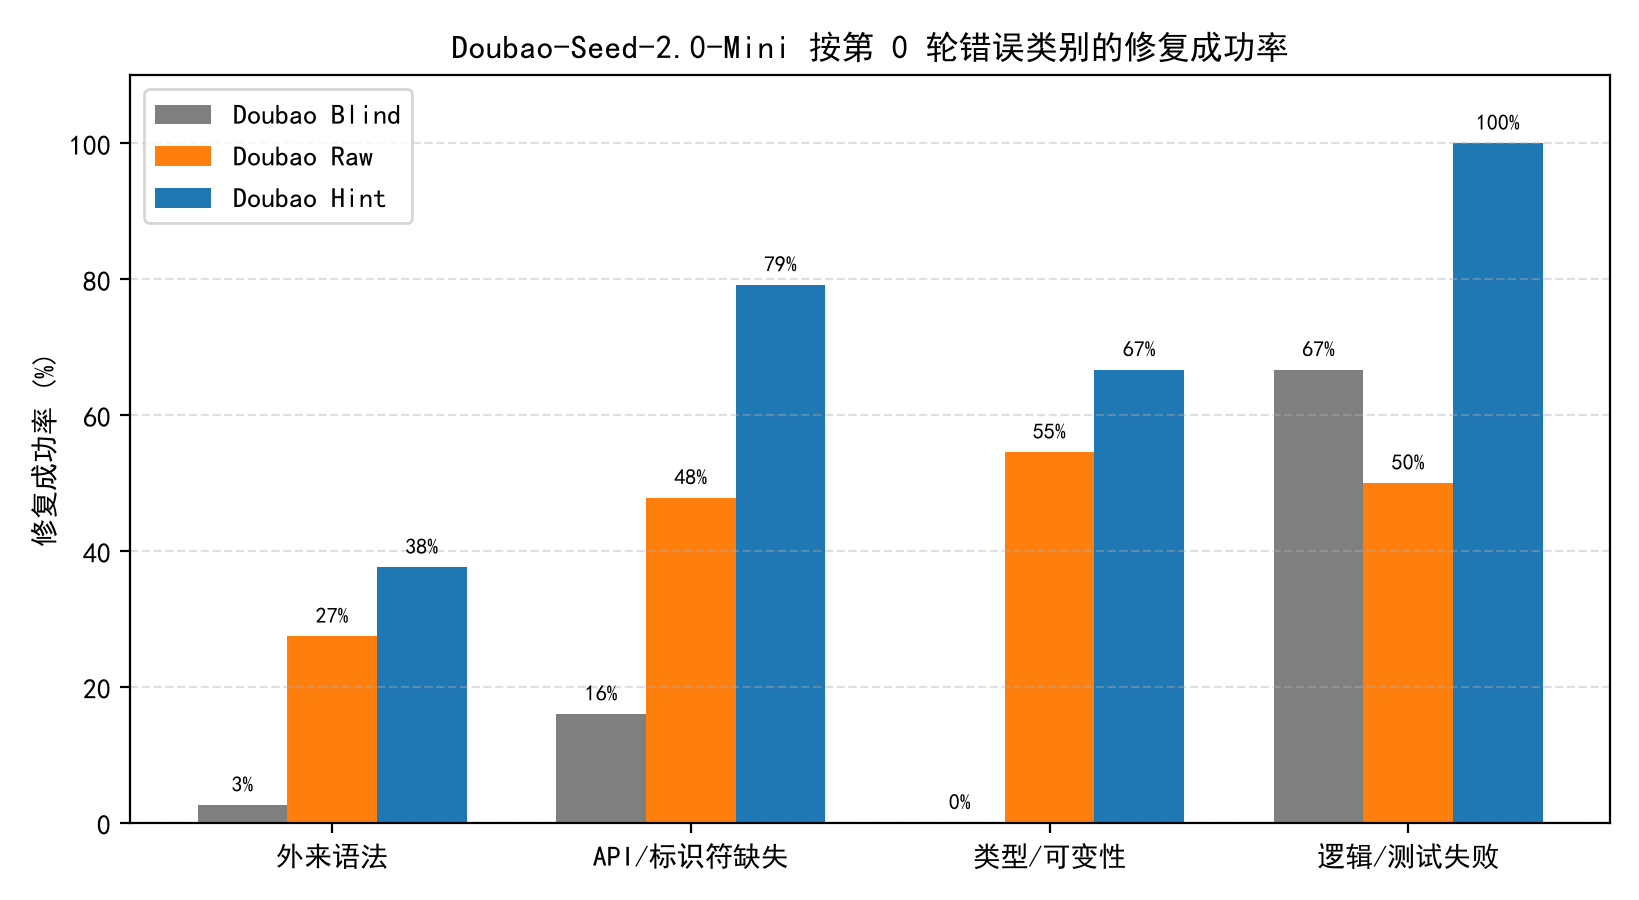 Doubao-Seed-2.0-Mini 按第 0 轮错误类别的修复成功率
Doubao Blind
Doubao Raw
Doubao Hint
修复成功率 (%)
100
80
60
40
20
0
3%
27%
38%
16%
48%
79%
0%
55%
67%
67%
50%
100%
外来语法
API/标识符缺失
类型/可变性
逻辑/测试失败